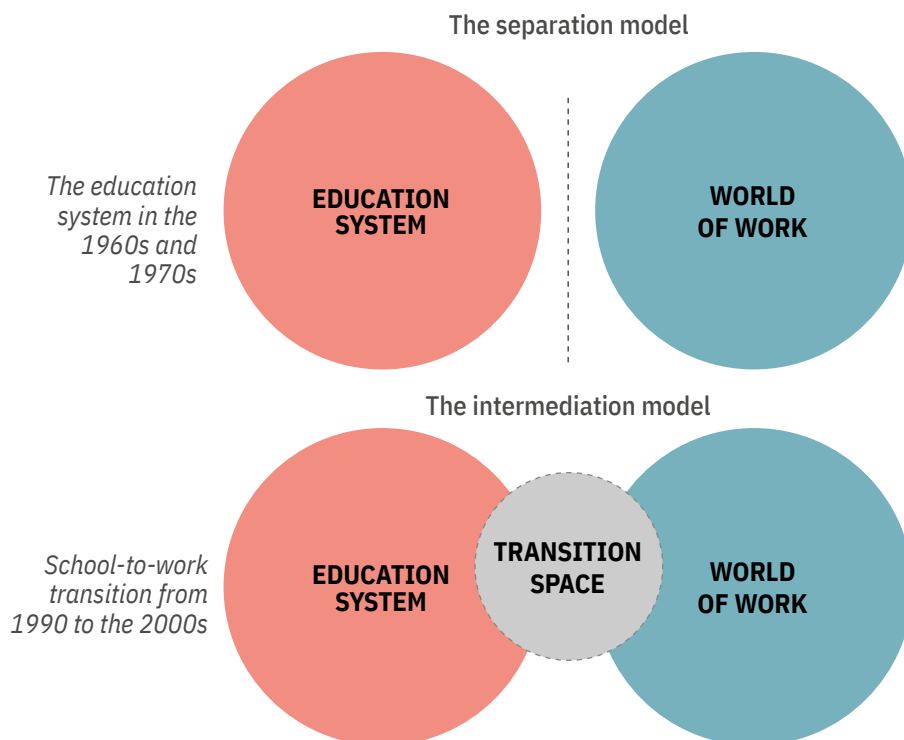 The separation model
The education
system in the
1960s and
1970s
EDUCATION
SYSTEM
WORLD
OF WORK
The intermediation model
School-to-work
transition from
1990 to the 2000s
EDUCATION
SYSTEM
TRANSITION
SPACE
WORLD
OF WORK